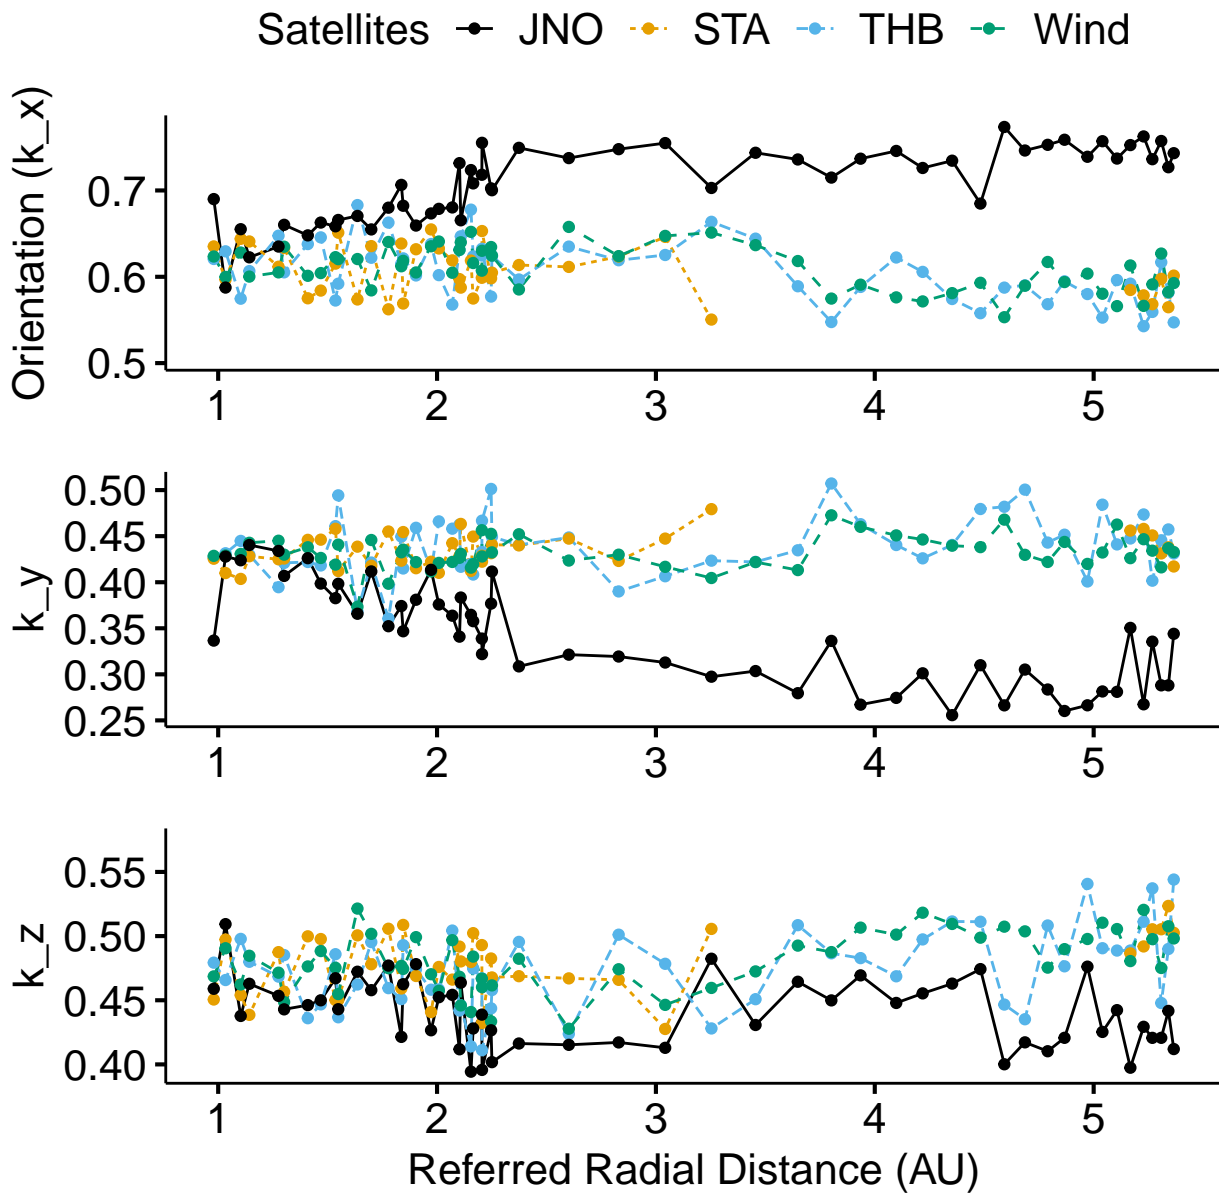 Satellites JNO STA THB Wind
Orientation (k_x)
0.7
0.6
0.5
1 2 3 4 5
k_y
0.50
0.45
0.40
0.35
0.30
0.25
1 2 3 4 5
k_z
0.55
0.50
0.45
0.40
1 2 3 4 5
Referred Radial Distance (AU)